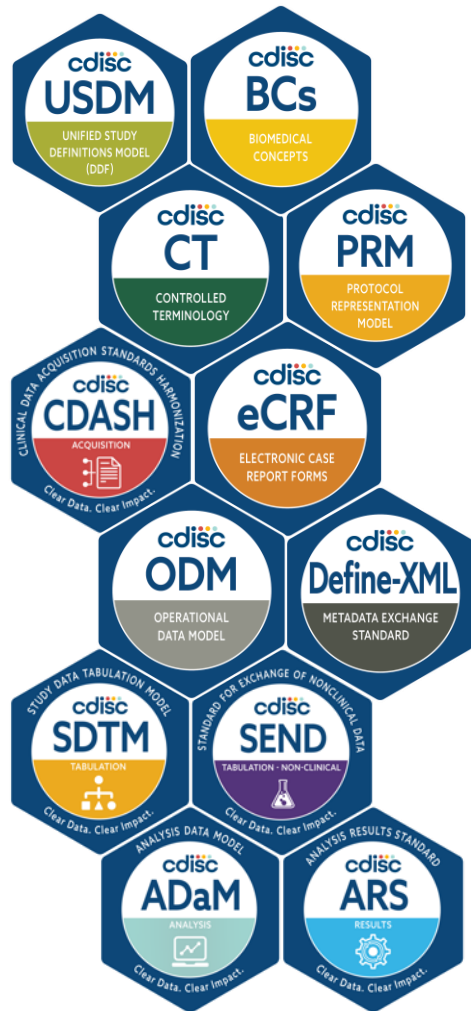 cdisc
USDM
UNIFIED STUDY
DEFINITIONS MODEL
(DDF)
cdisc
BCs
BIOMEDICAL
CONCEPTS
cdisc
CT
CONTROLLED
TERMINOLOGY
cdisc
PRM
PROTOCOL
REPRESENTATION
MODEL
CLINICAL DATA ACQUISITION STANDARDS HARMONIZATION
cdisc
CDASH
ACQUISITION
Clear Data. Clear Impact.
cdisc
eCRF
ELECTRONIC CASE
REPORT FORMS
cdisc
ODM
OPERATIONAL
DATA MODEL
cdisc
Define-XML
METADATA EXCHANGE
STANDARD
STUDY DATA TABULATION MODEL
cdisc
SDTM
TABULATION
Clear Data. Clear Impact.
STANDARD FOR EXCHANGE OF NONCLINICAL DATA
cdisc
SEND
TABULATION - NON-CLINICAL
Clear Data. Clear Impact.
ANALYSIS DATA MODEL
cdisc
ADaM
ANALYSIS
Clear Data. Clear Impact.
ANALYSIS RESULTS STANDARD
cdisc
ARS
RESULTS
Clear Data. Clear Impact.